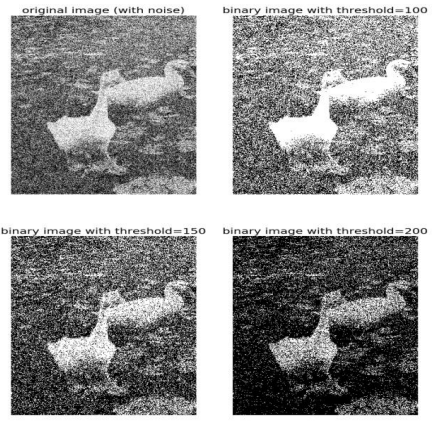 original image (with noise)
binary image with threshold=100
binary image with threshold=150
binary image with threshold=200